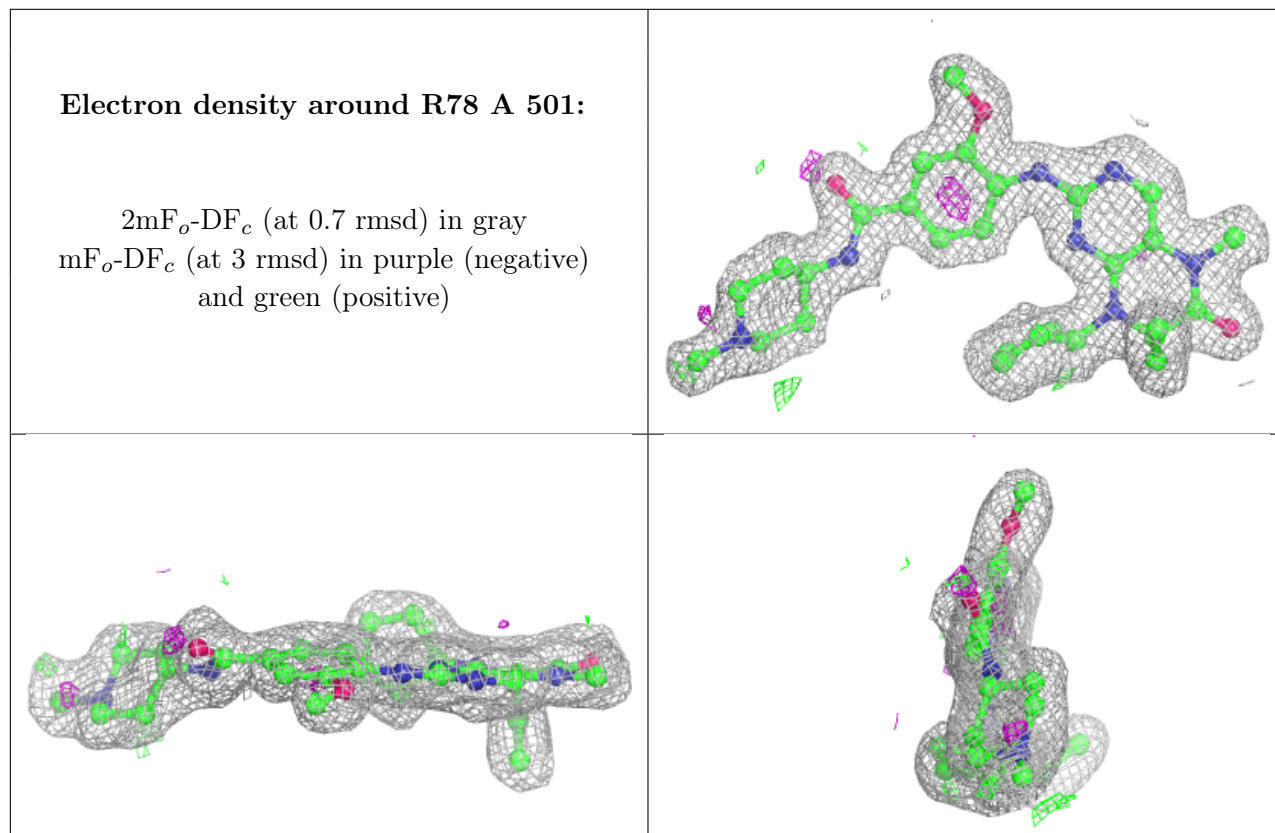 Electron density around R78 A 501:
2mFo-DFc (at 0.7 rmsd) in gray
mFo-DFc (at 3 rmsd) in purple (negative)
and green (positive)